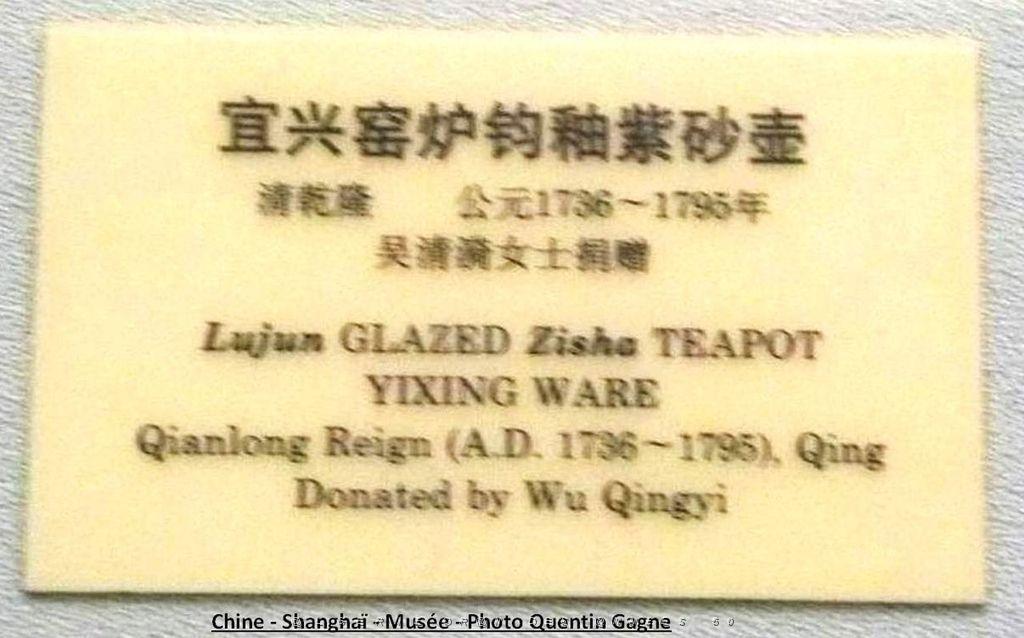 宜兴窑炉钧釉紫砂壶
清乾隆 公元1736~1795年
吴清漪女士捐赠
Lujun GLAZED Zisha TEAPOT
YIXING WARE
Qianlong Reign (A.D. 1736~1795), Qing
Donated by Wu Qingyi
Chine - Shanghaï - Musée - Photo Quentin Gagne